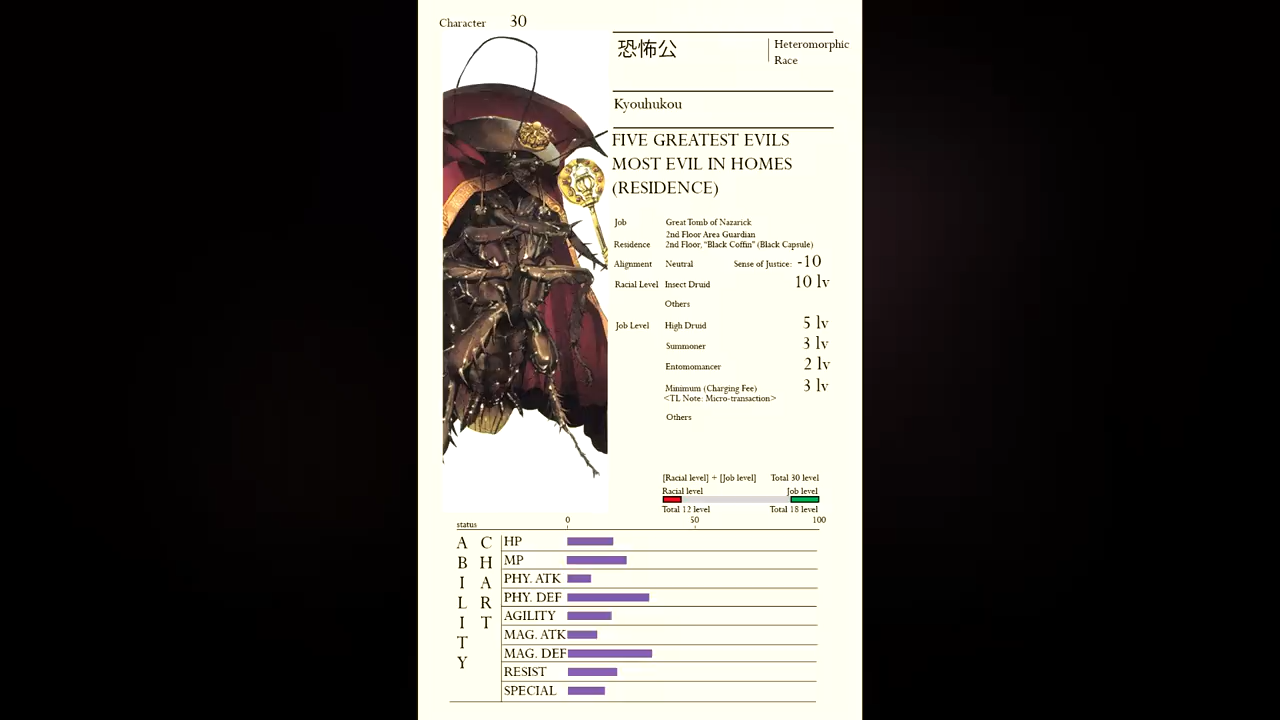 Character 30
恐怖公
Heteromorphic
Race
Kyouhukou
FIVE GREATEST EVILS
MOST EVIL IN HOMES
(RESIDENCE)
Job Great Tomb of Nazarick
2nd Floor Area Guardian
Residence 2nd Floor, "Black Coffin" (Black Capsule)
Alignment Neutral Sense of Justice: -10
Racial Level Insect Druid 10 lv
Others
Job Level High Druid 5 lv
Summoner 3 lv
Entomomancer 2 lv
Minimum (Charging Fee) 3 lv
<TL Note: Micro-transaction>
Others
[Racial level] + [Job level] Total 30 level
Racial level Job level
Total 12 level Total 18 level
status 0 50 100
ABILITY
CHART
HP
MP
PHY. ATK
PHY. DEF
AGILITY
MAG. ATK
MAG. DEF
RESIST
SPECIAL